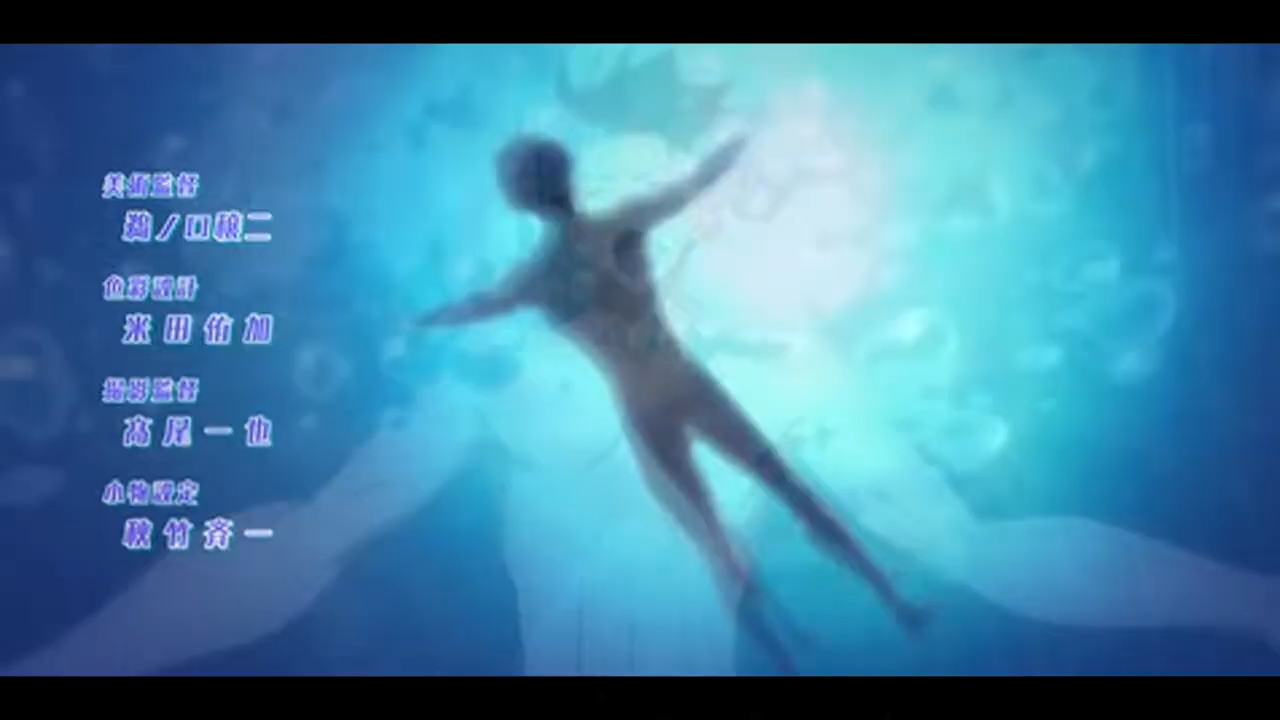 美術監督
鵜ノ口穣二
色彩設計
米田侑加
撮影監督
髙尾一也
小物設定
秋竹斉一